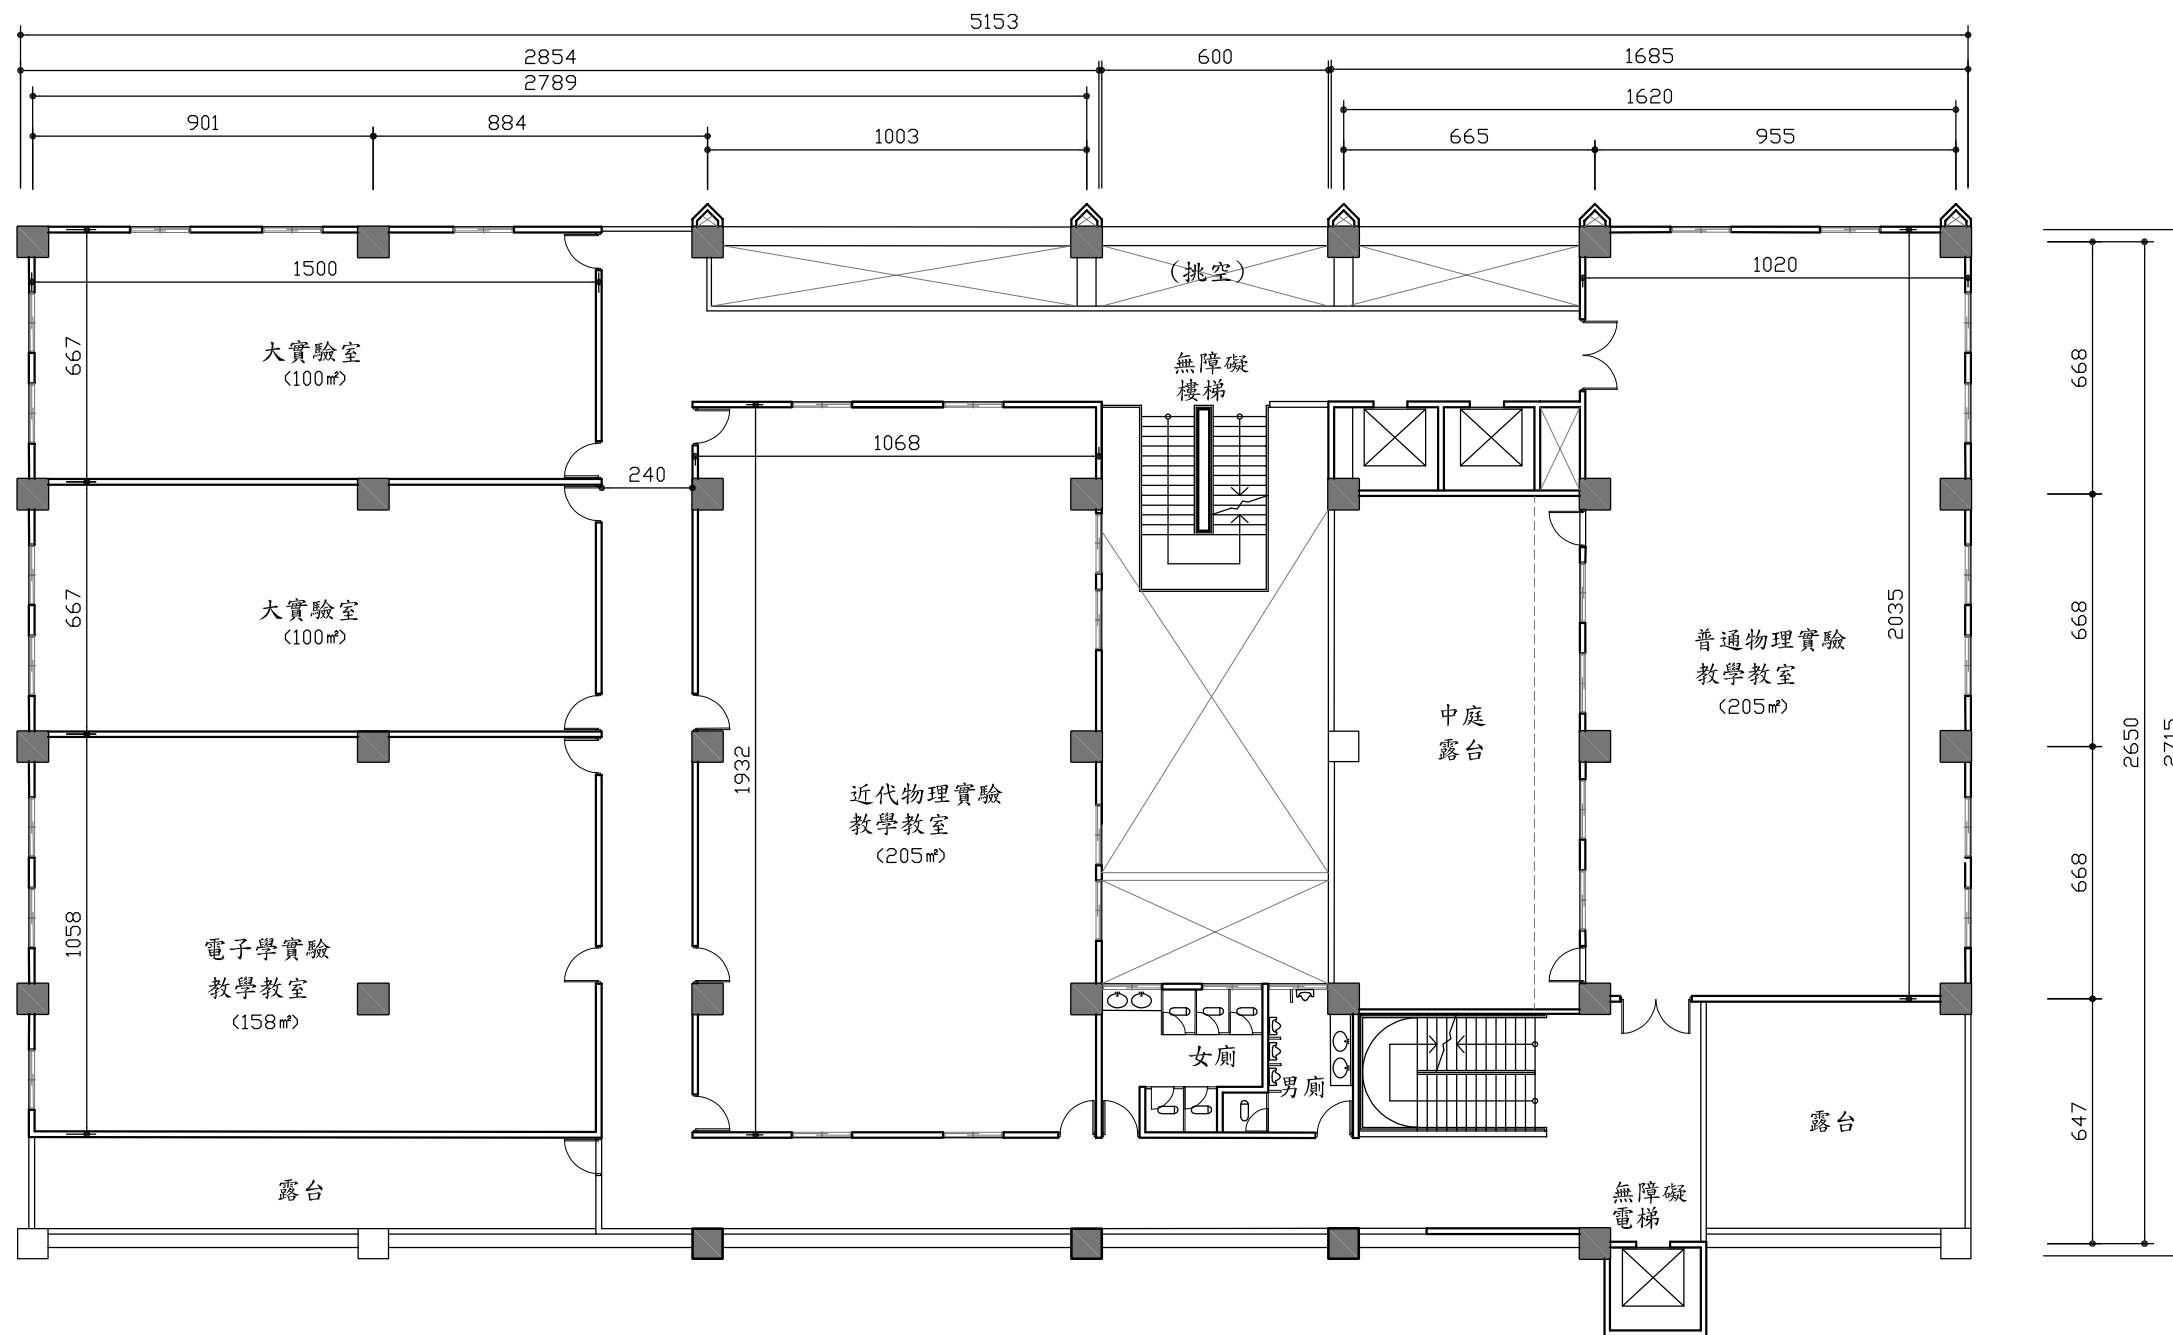 5153
2854
600
1685
2789
1620
901
884
1003
665
955
1500
(挑空)
1020
667
大實驗室
(100㎡)
無障礙
樓梯
668
1068
240
667
大實驗室
(100㎡)
2035
668
普通物理實驗
教學教室
(205㎡)
中庭
露台
2650
2715
1932
近代物理實驗
教學教室
(205㎡)
668
1058
電子學實驗
教學教室
(158㎡)
女廁
男廁
露台
647
露台
無障礙
電梯